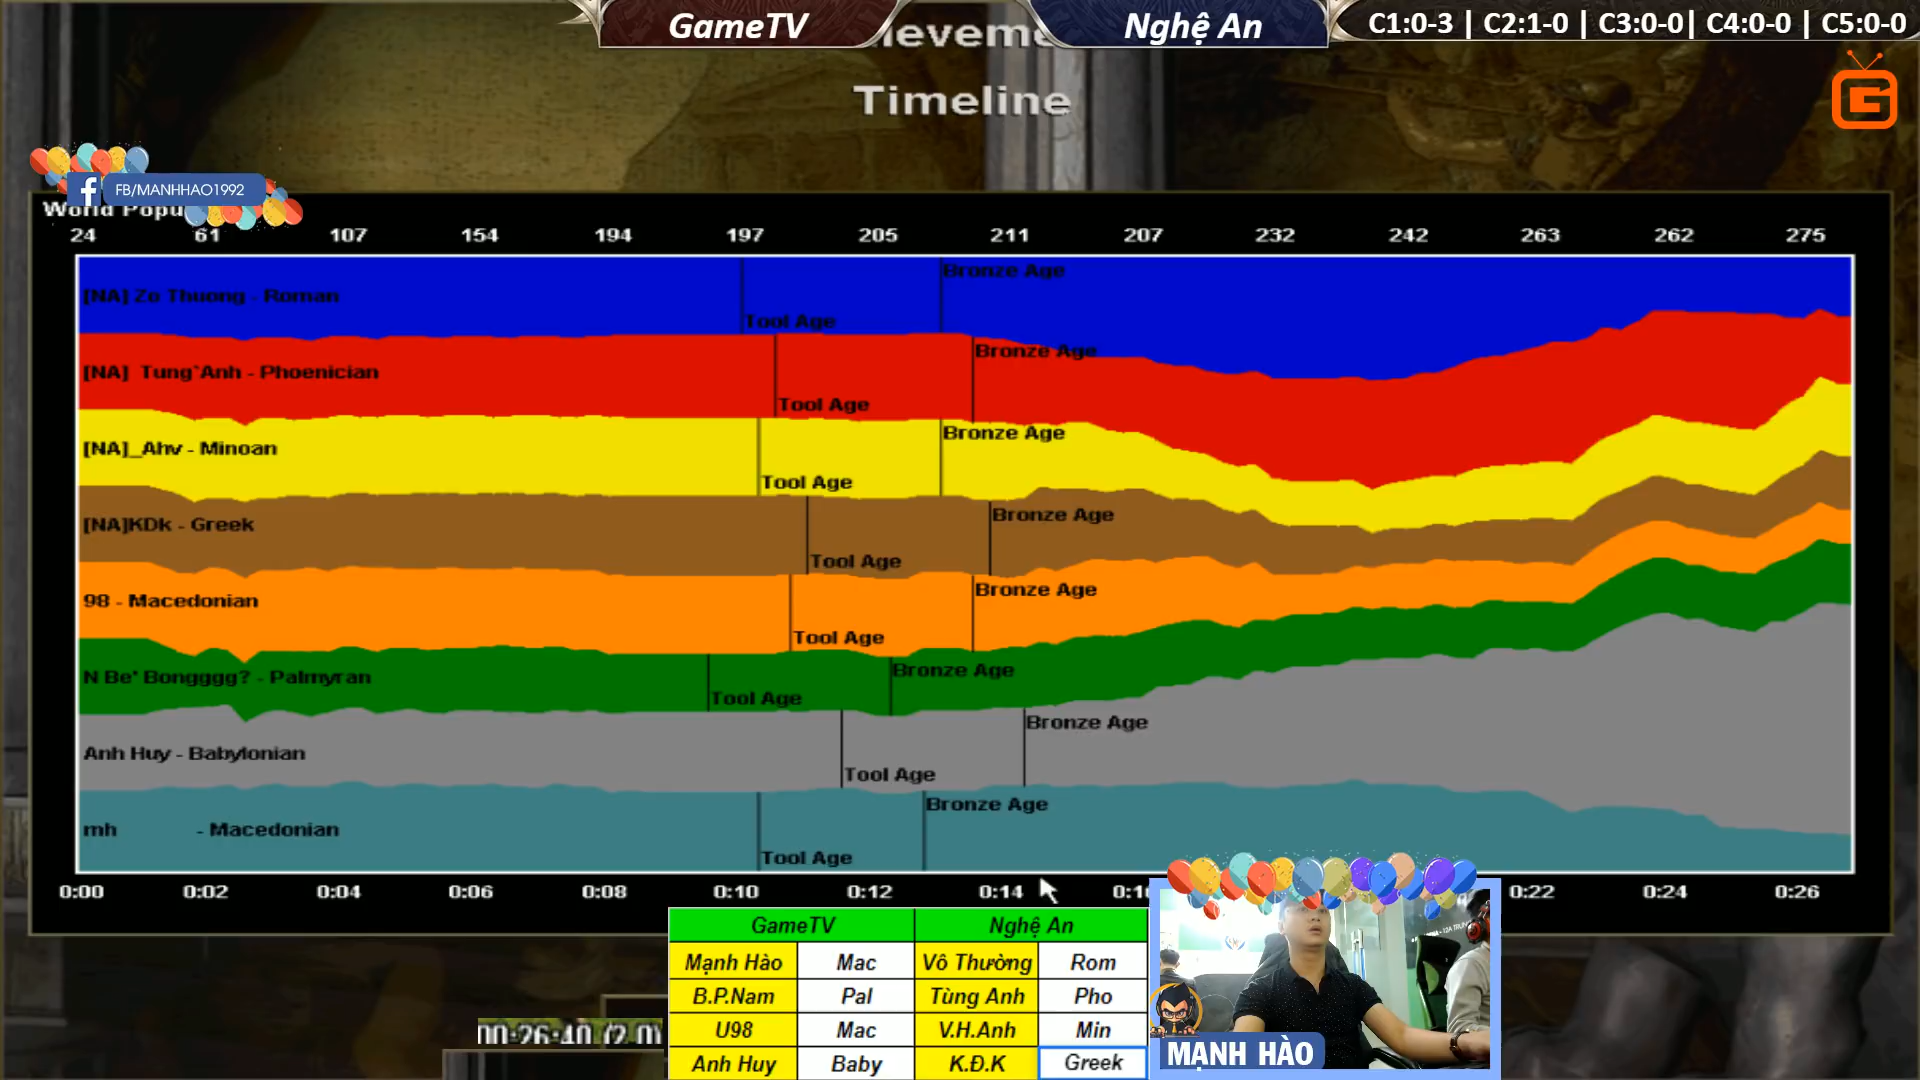 GameTV
Nghệ An
C1:0-3 | C2:1-0 | C3:0-0| C4:0-0 | C5:0-0
Timeline
FB/MANHHAO1992
World Popu
24 61 107 154 194 197 205 211 207 232 242 263 262 275
[NA] Zo Thuong - Roman
Tool Age
Bronze Age
[NA] Tung`Anh - Phoenician
Tool Age
Bronze Age
[NA]_Ahv - Minoan
Tool Age
Bronze Age
[NA]KDk - Greek
Tool Age
Bronze Age
98 - Macedonian
Tool Age
Bronze Age
N Be' Bongggg? - Palmyran
Tool Age
Bronze Age
Anh Huy - Babylonian
Tool Age
Bronze Age
mh - Macedonian
Tool Age
Bronze Age
0:00 0:02 0:04 0:06 0:08 0:10 0:12 0:14 0:22 0:24 0:26
GameTV Nghệ An
Mạnh Hào Mac Vô Thường Rom
B.P.Nam Pal Tùng Anh Pho
U98 Mac V.H.Anh Min
Anh Huy Baby K.Đ.K Greek
00:26:40 (2.0)
MẠNH HÀO